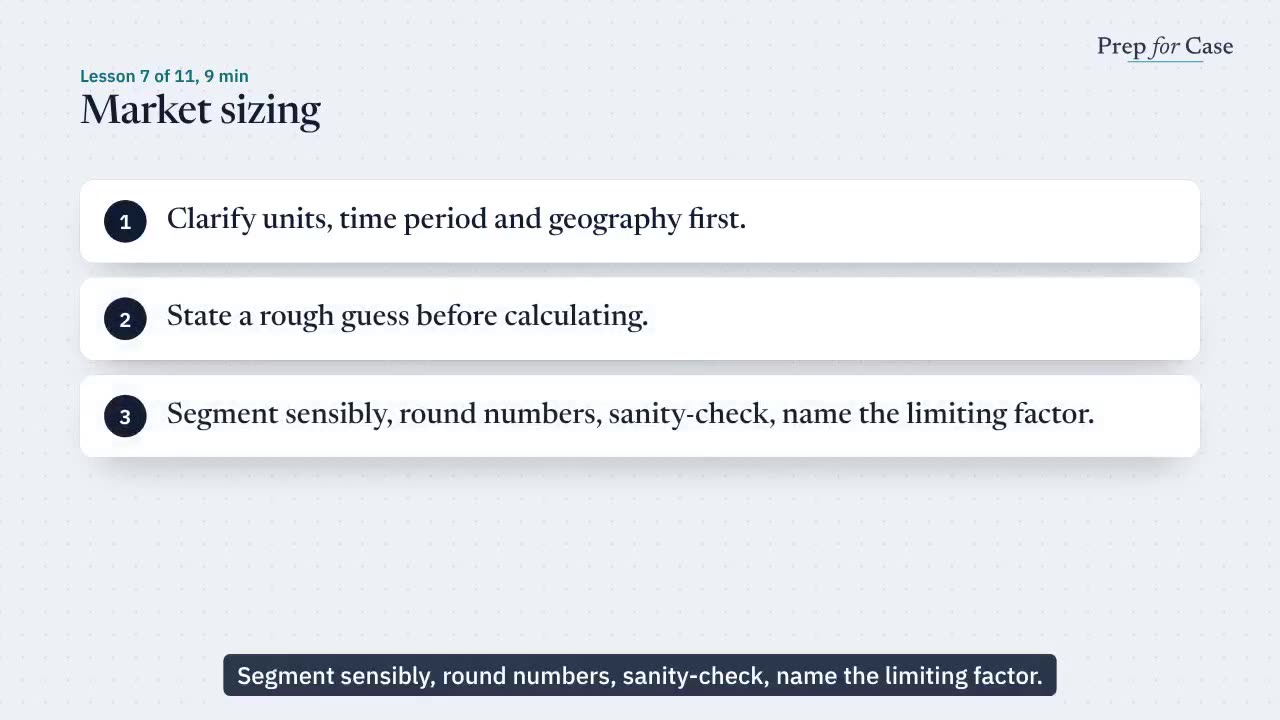 Prep for Case
Lesson 7 of 11, 9 min
Market sizing
1 Clarify units, time period and geography first.
2 State a rough guess before calculating.
3 Segment sensibly, round numbers, sanity-check, name the limiting factor.
Segment sensibly, round numbers, sanity-check, name the limiting factor.